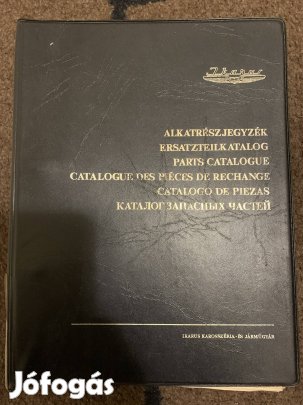 Ikarus
ALKATRÉSZJEGYZÉK
ERSATZTEILKATALOG
PARTS CATALOGUE
CATALOGUE DES PIÈCES DE RECHANGE
CATALOGO DE PIEZAS
КАТАЛОГ ЗАПАСНЫХ ЧАСТЕЙ
IKARUS KAROSSZÉRIA- ÉS JÁRMŰGYÁR
Jófogás